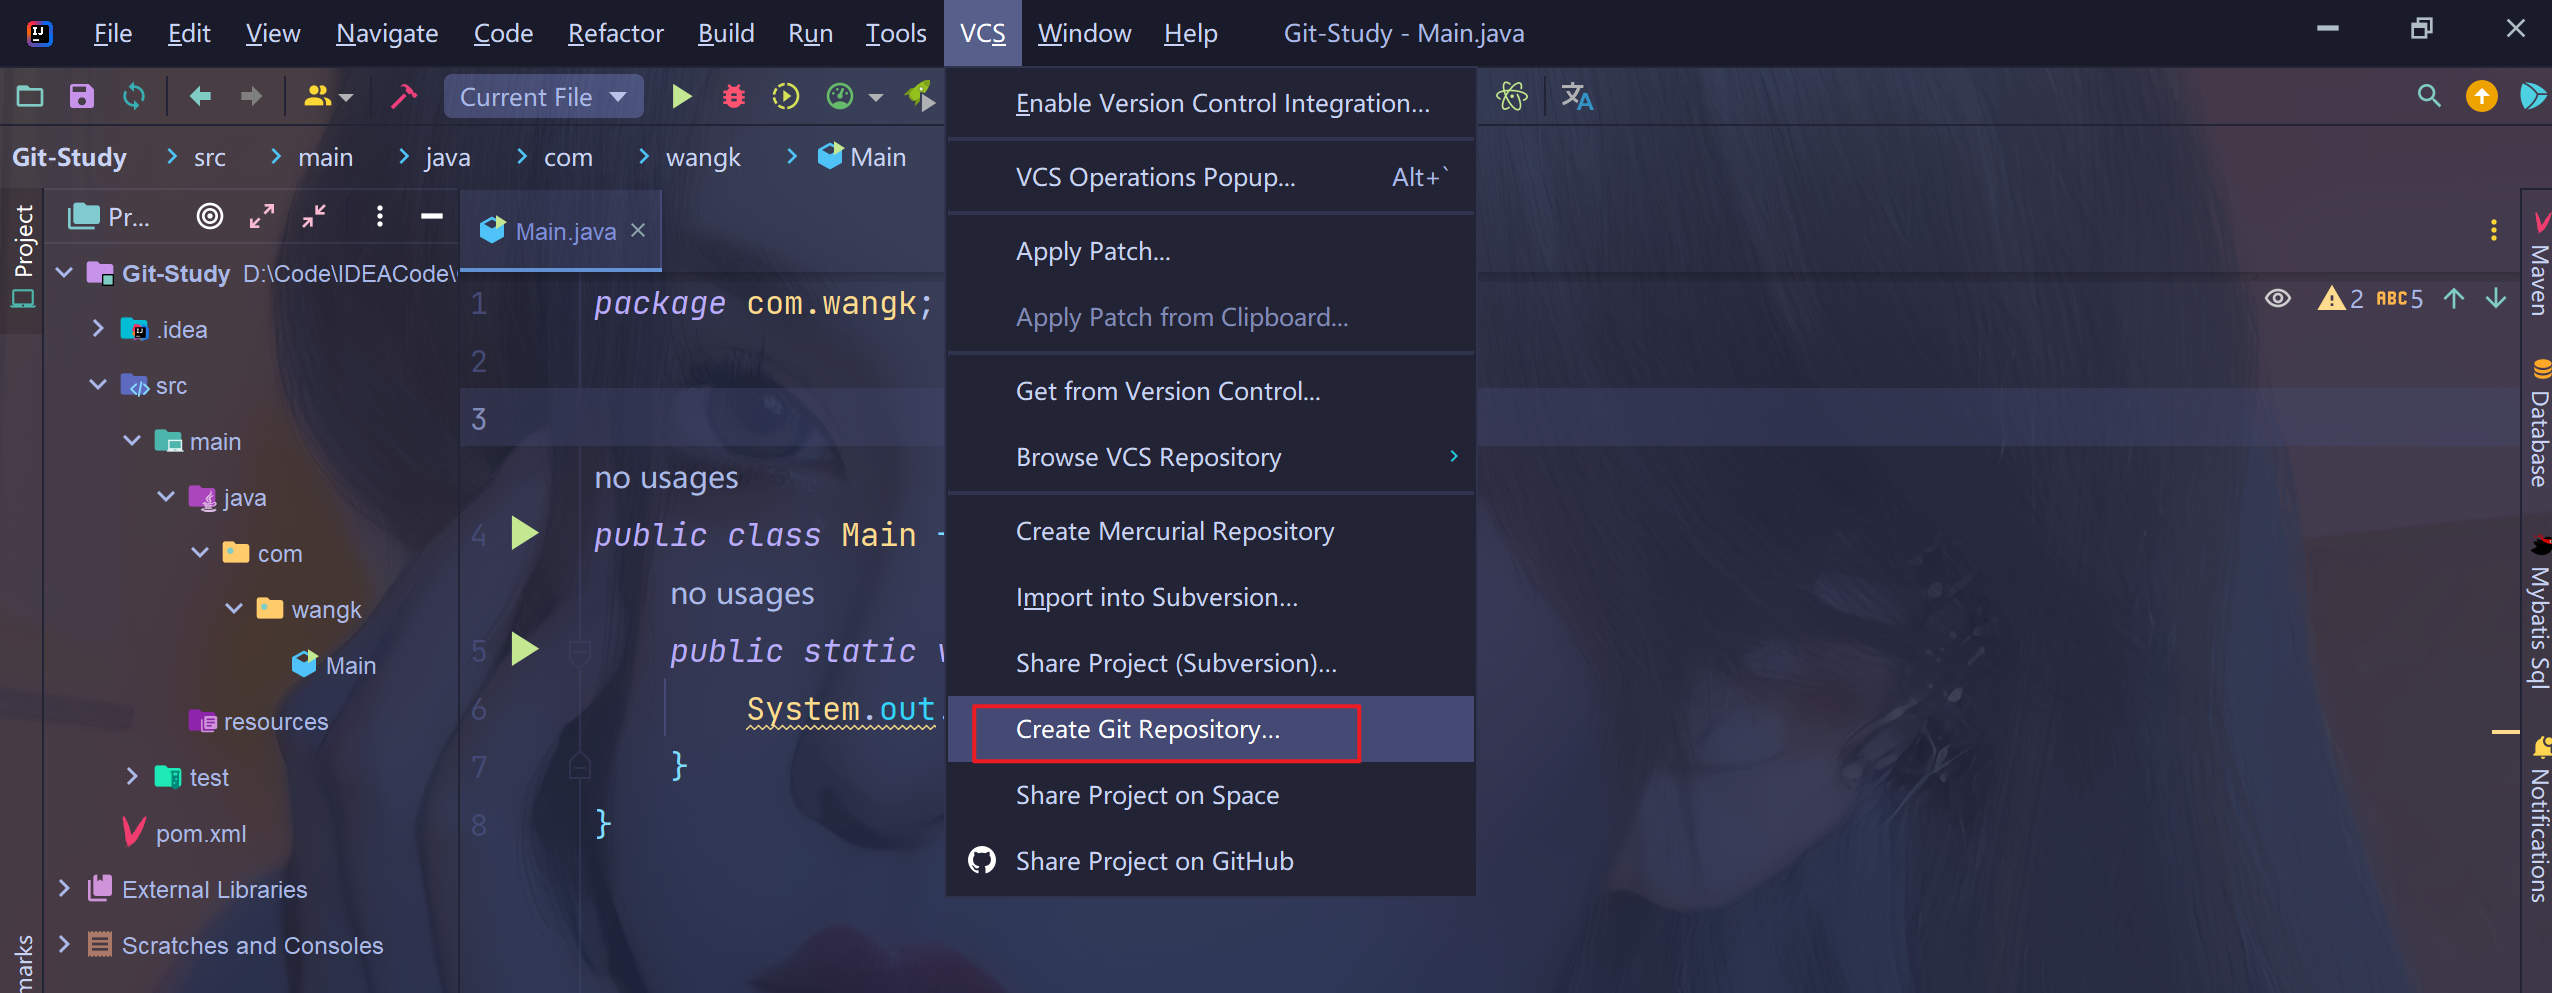 File Edit View Navigate Code Refactor Build Run Tools VCS Window Help Git-Study - Main.java
Current File
Git-Study src main java com wangk Main
Project
Pr...
Main.java
Git-Study D:\Code\IDEACode\
.idea
src
main
java
com
wangk
Main
resources
test
pom.xml
External Libraries
Scratches and Consoles
marks
1 package com.wangk;
2
3
no usages
4 public class Main
no usages
5 public static
6 System.out.
7 }
8 }
Enable Version Control Integration...
VCS Operations Popup... Alt+`
Apply Patch...
Apply Patch from Clipboard...
Get from Version Control...
Browse VCS Repository
Create Mercurial Repository
Import into Subversion...
Share Project (Subversion)...
Create Git Repository...
Share Project on Space
Share Project on GitHub
2 ABC 5
Maven
Database
Mybatis Sql
Notifications